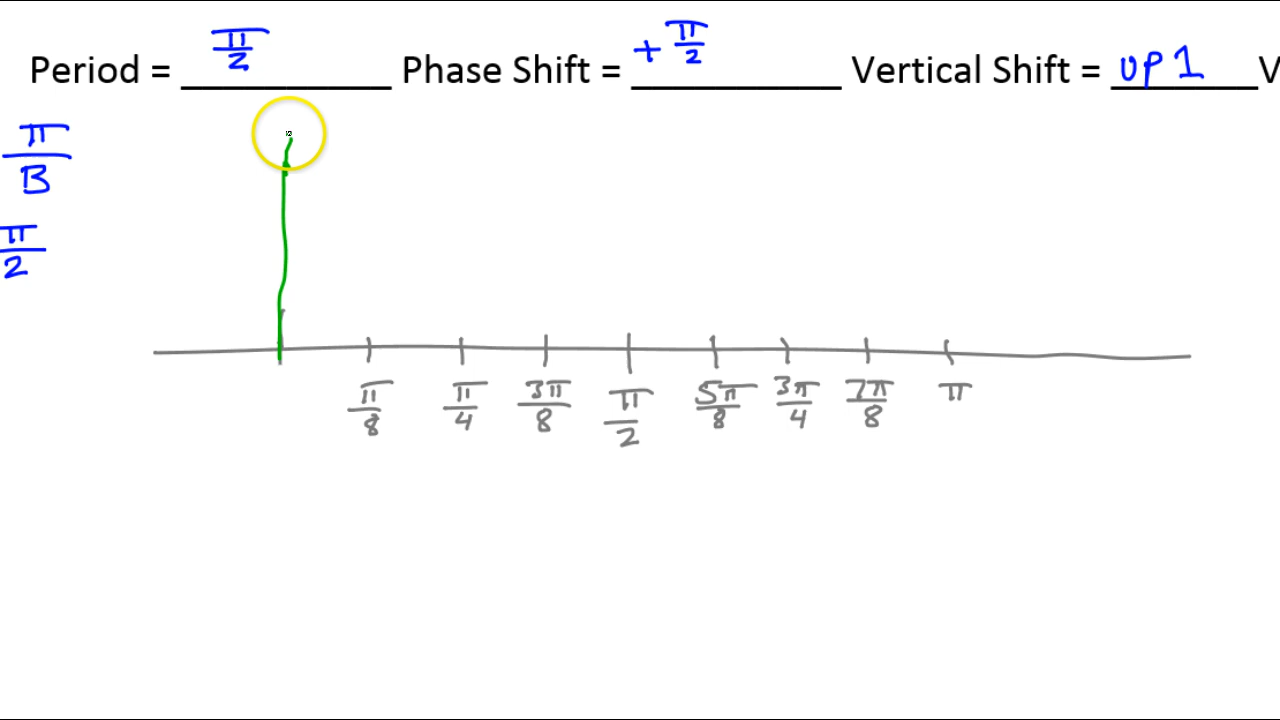 Period = π/2 Phase Shift = + π/2 Vertical Shift = up 1 V
π/B
π/2
π/8 π/4 3π/8 π/2 5π/8 3π/4 7π/8 π